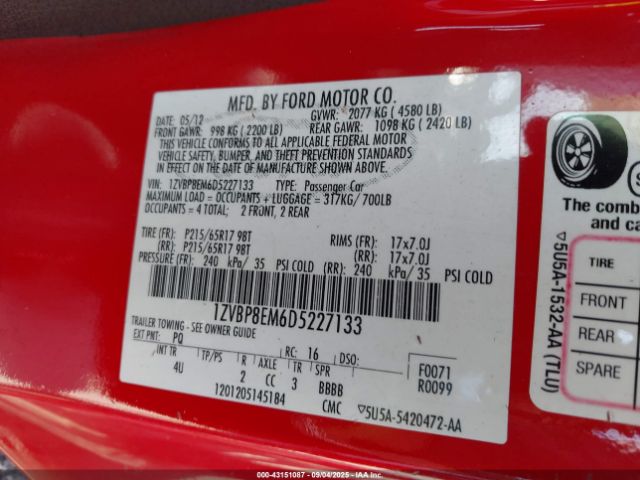 MFD. BY FORD MOTOR CO.
DATE: 05/12 GVWR: 2077 KG ( 4580 LB)
FRONT GAWR: 998 KG ( 2200 LB) REAR GAWR: 1098 KG ( 2420 LB)
THIS VEHICLE CONFORMS TO ALL APPLICABLE FEDERAL MOTOR
VEHICLE SAFETY, BUMPER, AND THEFT PREVENTION STANDARDS
IN EFFECT ON THE DATE OF MANUFACTURE SHOWN ABOVE.
VIN: 1ZVBP8EM6D5227133 TYPE: Passenger Car
MAXIMUM LOAD = OCCUPANTS + LUGGAGE = 317KG/ 700LB
OCCUPANTS = 4 TOTAL; 2 FRONT, 2 REAR
TIRE (FR): P215/65R17 98T RIMS (FR): 17x7.0J
(RR): P215/65R17 98T (RR): 17x7.0J
PRESSURE (FR): 240 kPa/ 35 PSI COLD (RR): 240 kPa/ 35 PSI COLD
1ZVBP8EM6D5227133
TRAILER TOWING - SEE OWNER GUIDE
EXT PNT: PQ RC: 16 DSO: F0071
INT TR TP/PS R AXLE TR SPR R0099
4U 2 CC 3 BBBB
1201205145184 CMC ▽5U5A-5420472-AA
The comb
and ca
TIRE
FRONT
REAR
SPARE
▽5U5A-1532-AA (TLU)
000-43151087 - 09/04/2025 - IAAI.CA